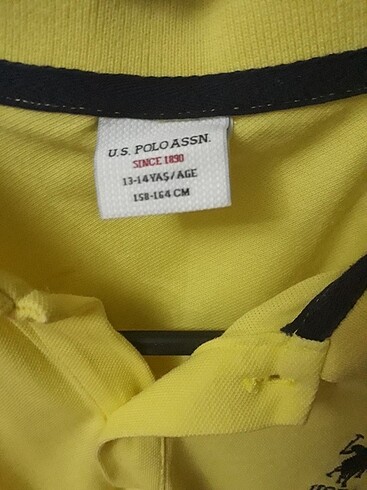 U.S. POLO ASSN.
SINCE 1890
13-14 YAŞ/AGE
158-164 CM